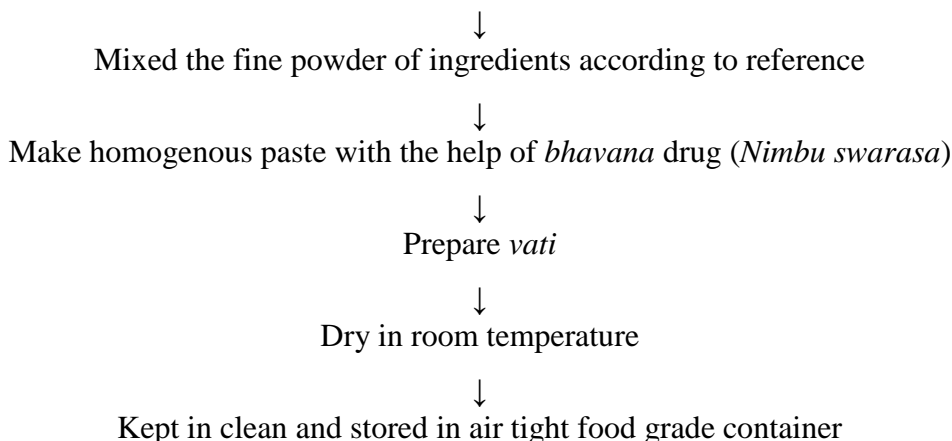 ↓
Mixed the fine powder of ingredients according to reference
↓
Make homogenous paste with the help of bhavana drug (Nimbu swarasa)
↓
Prepare vati
↓
Dry in room temperature
↓
Kept in clean and stored in air tight food grade container